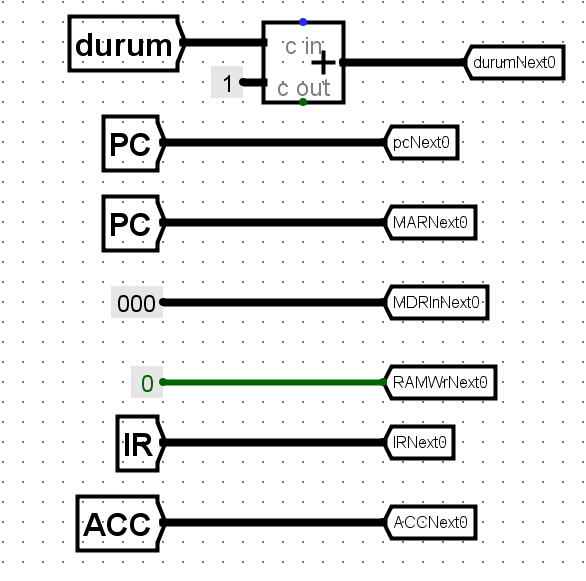 durum
c in
+
durumNext0
1
c out
PC
pcNext0
PC
MARNext0
000
MDRInNext0
0
RAMWrNext0
IR
IRNext0
ACC
ACCNext0